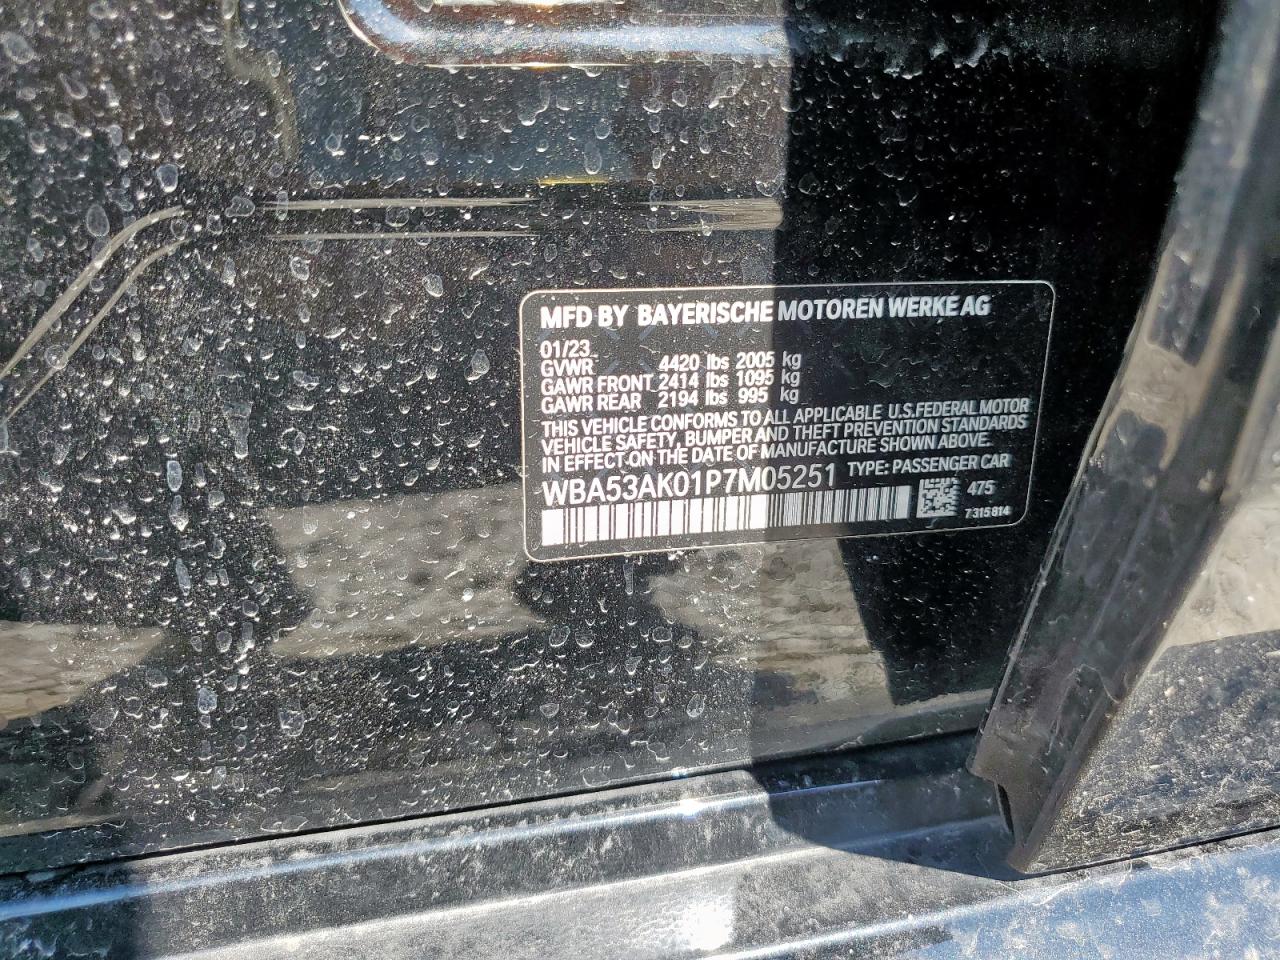 MFD BY BAYERISCHE MOTOREN WERKE AG
01/23
GVWR 4420 lbs 2005 kg
GAWR FRONT 2414 lbs 1095 kg
GAWR REAR 2194 lbs 995 kg
THIS VEHICLE CONFORMS TO ALL APPLICABLE U.S.FEDERAL MOTOR
VEHICLE SAFETY, BUMPER AND THEFT PREVENTION STANDARDS
IN EFFECT ON THE DATE OF MANUFACTURE SHOWN ABOVE.
WBA53AK01P7M05251 TYPE: PASSENGER CAR
475
7315814